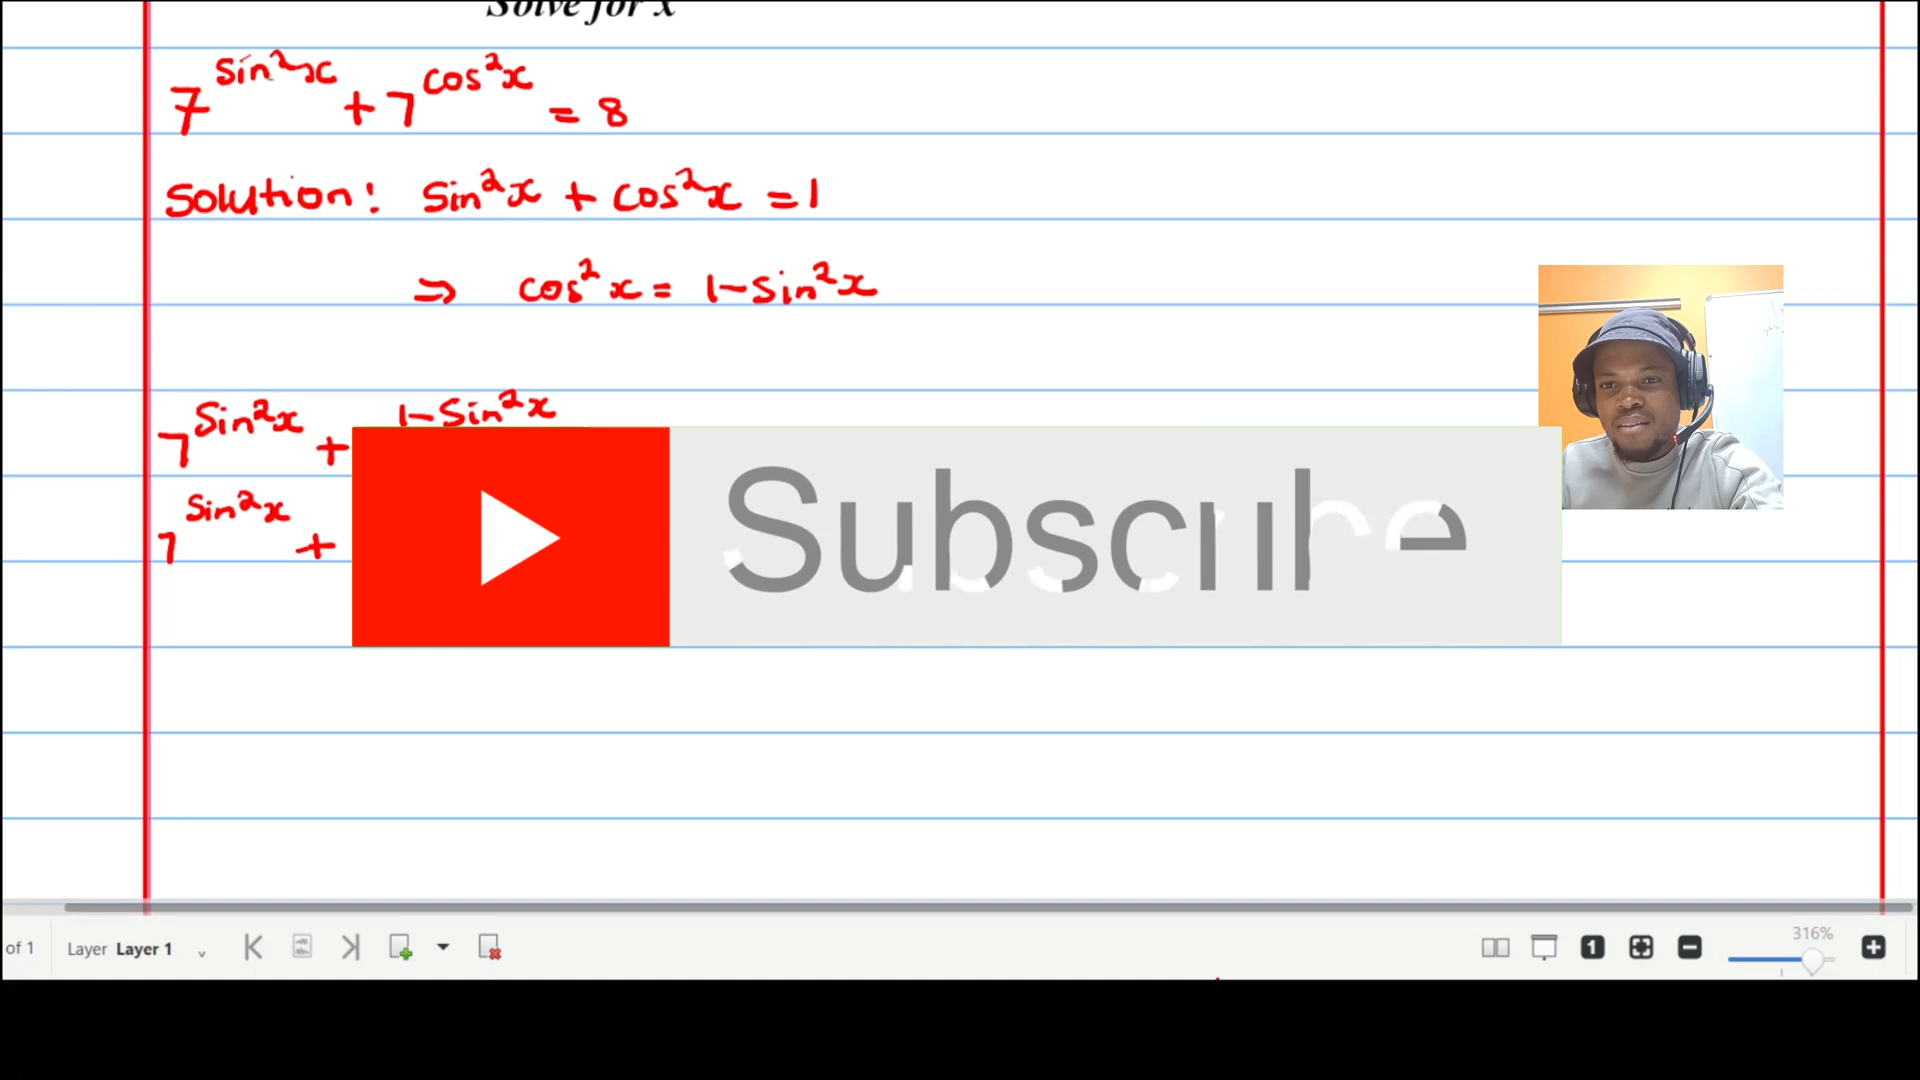 Solve for x
7^sin²x + 7^cos²x = 8
Solution: sin²x + cos²x = 1
⇒ cos²x = 1-sin²x
7^sin²x + 1-sin²x
7^sin²x +
Subscribe
of 1 Layer Layer 1 1 316%